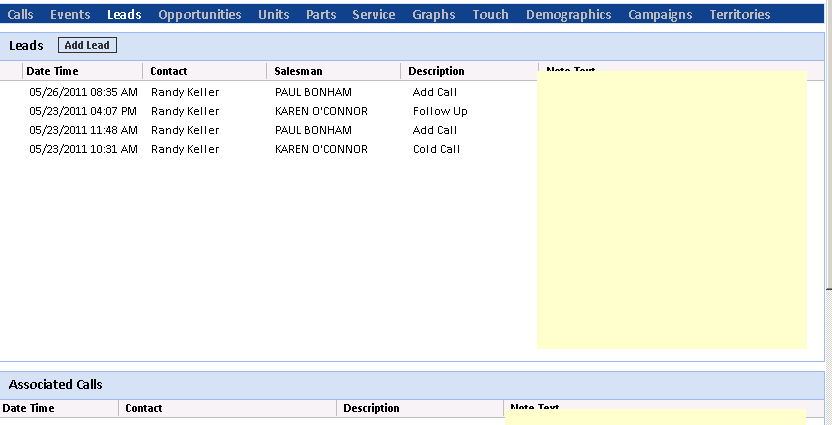 Calls Events Leads Opportunities Units Parts Service Graphs Touch Demographics Campaigns Territories
Leads Add Lead
Date Time Contact Salesman Description Note Text
05/26/2011 08:35 AM Randy Keller PAUL BONHAM Add Call
05/23/2011 04:07 PM Randy Keller KAREN O'CONNOR Follow Up
05/23/2011 11:48 AM Randy Keller PAUL BONHAM Add Call
05/23/2011 10:31 AM Randy Keller KAREN O'CONNOR Cold Call
Associated Calls
Date Time Contact Description Note Text